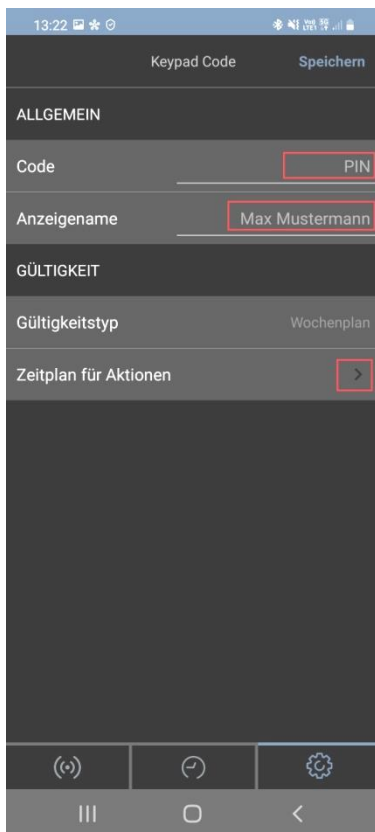 13:22
Keypad Code Speichern
ALLGEMEIN
Code PIN
Anzeigename Max Mustermann
GÜLTIGKEIT
Gültigkeitstyp Wochenplan
Zeitplan für Aktionen